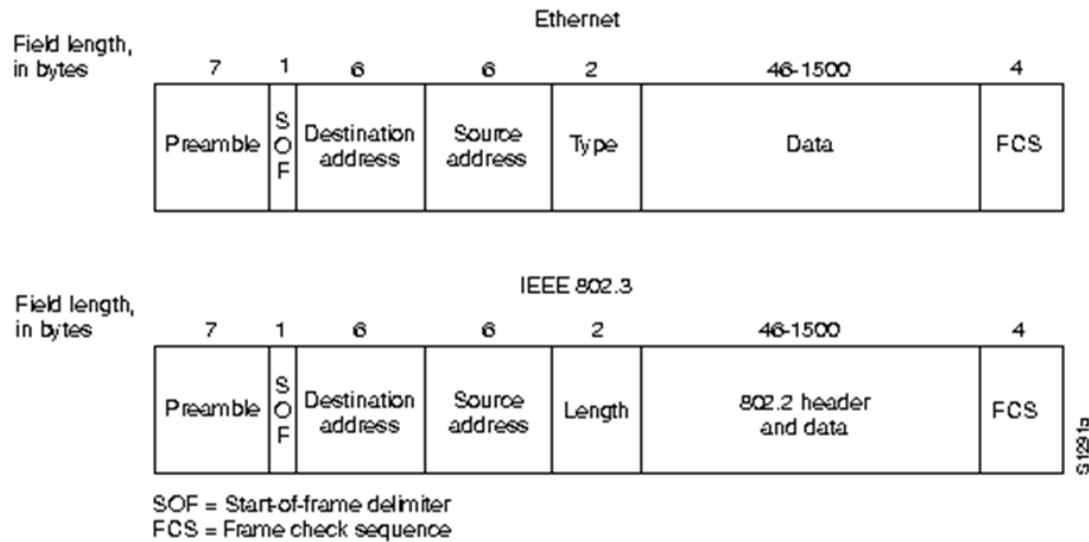 Ethernet
Field length,
in bytes
7 1 6 6 2 46-1500 4
Preamble
S
O
F
Destination
address
Source
address
Type
Data
FCS
IEEE 802.3
Field length,
in bytes
7 1 6 6 2 46-1500 4
Preamble
S
O
F
Destination
address
Source
address
Length
802.2 header
and data
FCS
S1291a
SOF = Start-of-frame delimiter
FCS = Frame check sequence